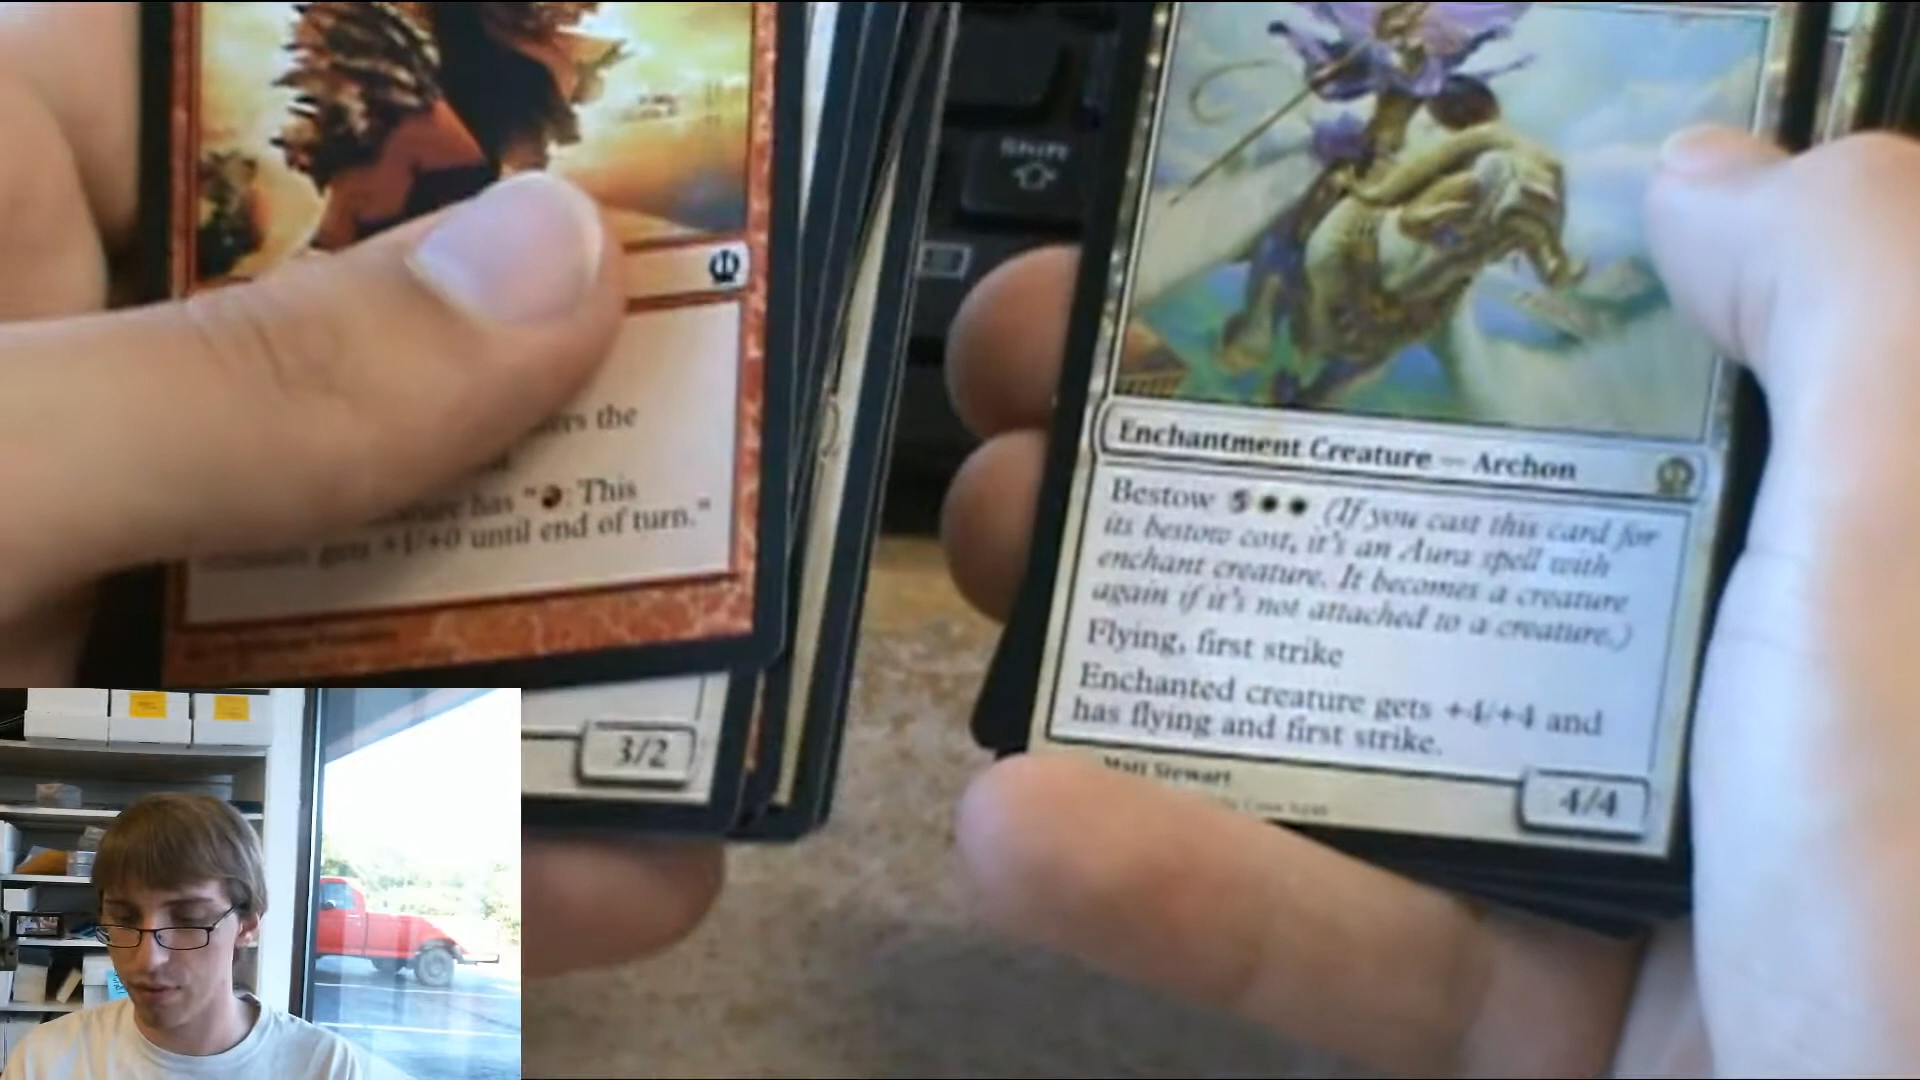 ers the
ture has ": This
creature gets +1/+0 until end of turn."
3/2
Shift
Enchantment Creature — Archon
Bestow 5 (If you cast this card for
its bestow cost, it's an Aura spell with
enchant creature. It becomes a creature
again if it's not attached to a creature.)
Flying, first strike
Enchanted creature gets +4/+4 and
has flying and first strike.
Matt Stewart
4/4